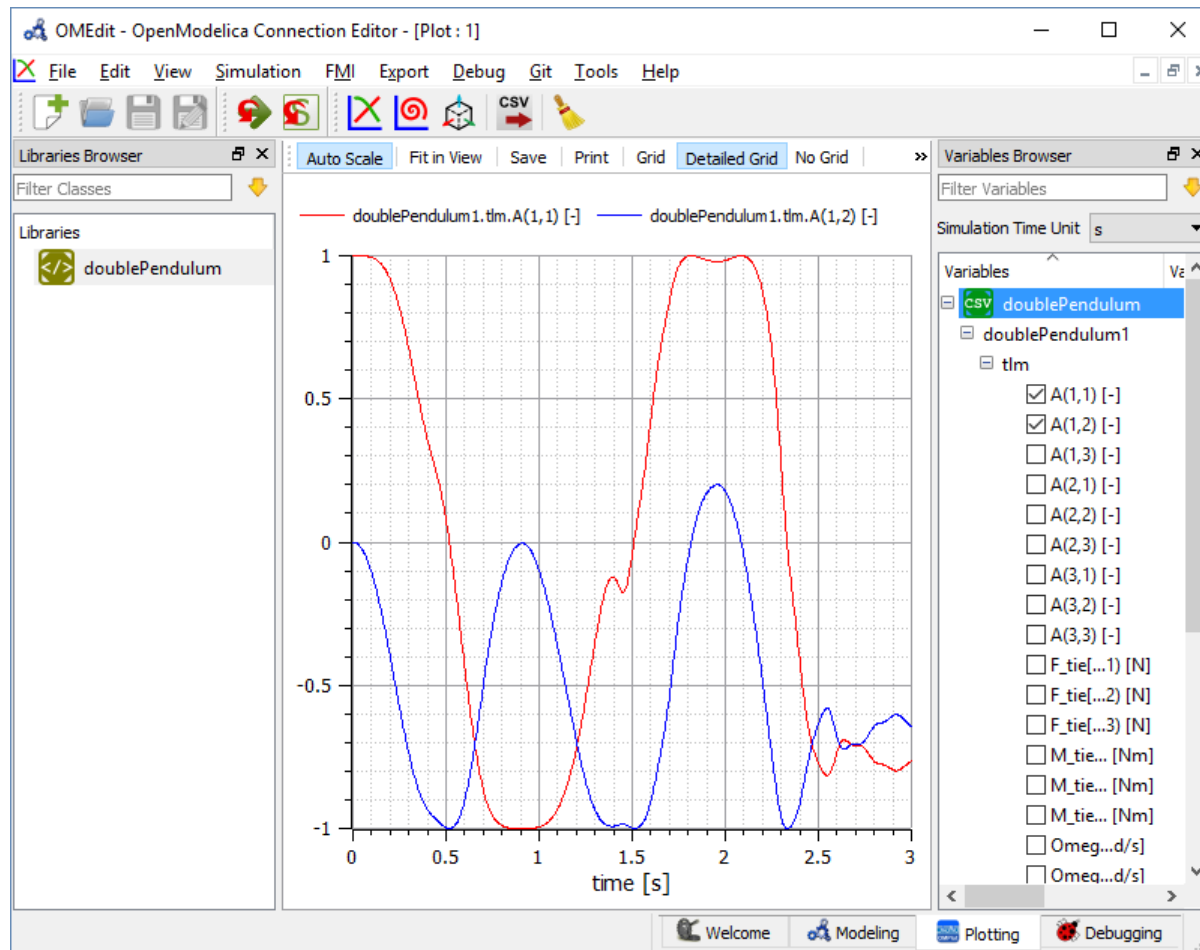 OMEdit - OpenModelica Connection Editor - [Plot : 1]
File Edit View Simulation FMI Export Debug Git Tools Help
CSV
Libraries Browser
Auto Scale Fit in View Save Print Grid Detailed Grid No Grid »
Variables Browser
Filter Classes
Filter Variables
Libraries
doublePendulum
doublePendulum1.tlm.A(1,1) [-] doublePendulum1.tlm.A(1,2) [-]
Simulation Time Unit s
Variables Va
CSV doublePendulum
doublePendulum1
tlm
A(1,1) [-]
A(1,2) [-]
A(1,3) [-]
A(2,1) [-]
A(2,2) [-]
A(2,3) [-]
A(3,1) [-]
A(3,2) [-]
A(3,3) [-]
F_tie[...1) [N]
F_tie[...2) [N]
F_tie[...3) [N]
M_tie... [Nm]
M_tie... [Nm]
M_tie... [Nm]
Omeg...d/s]
Omeg...d/s]
1
0.5
0
-0.5
-1
0 0.5 1 1.5 2 2.5 3
time [s]
Welcome Modeling Plotting Debugging